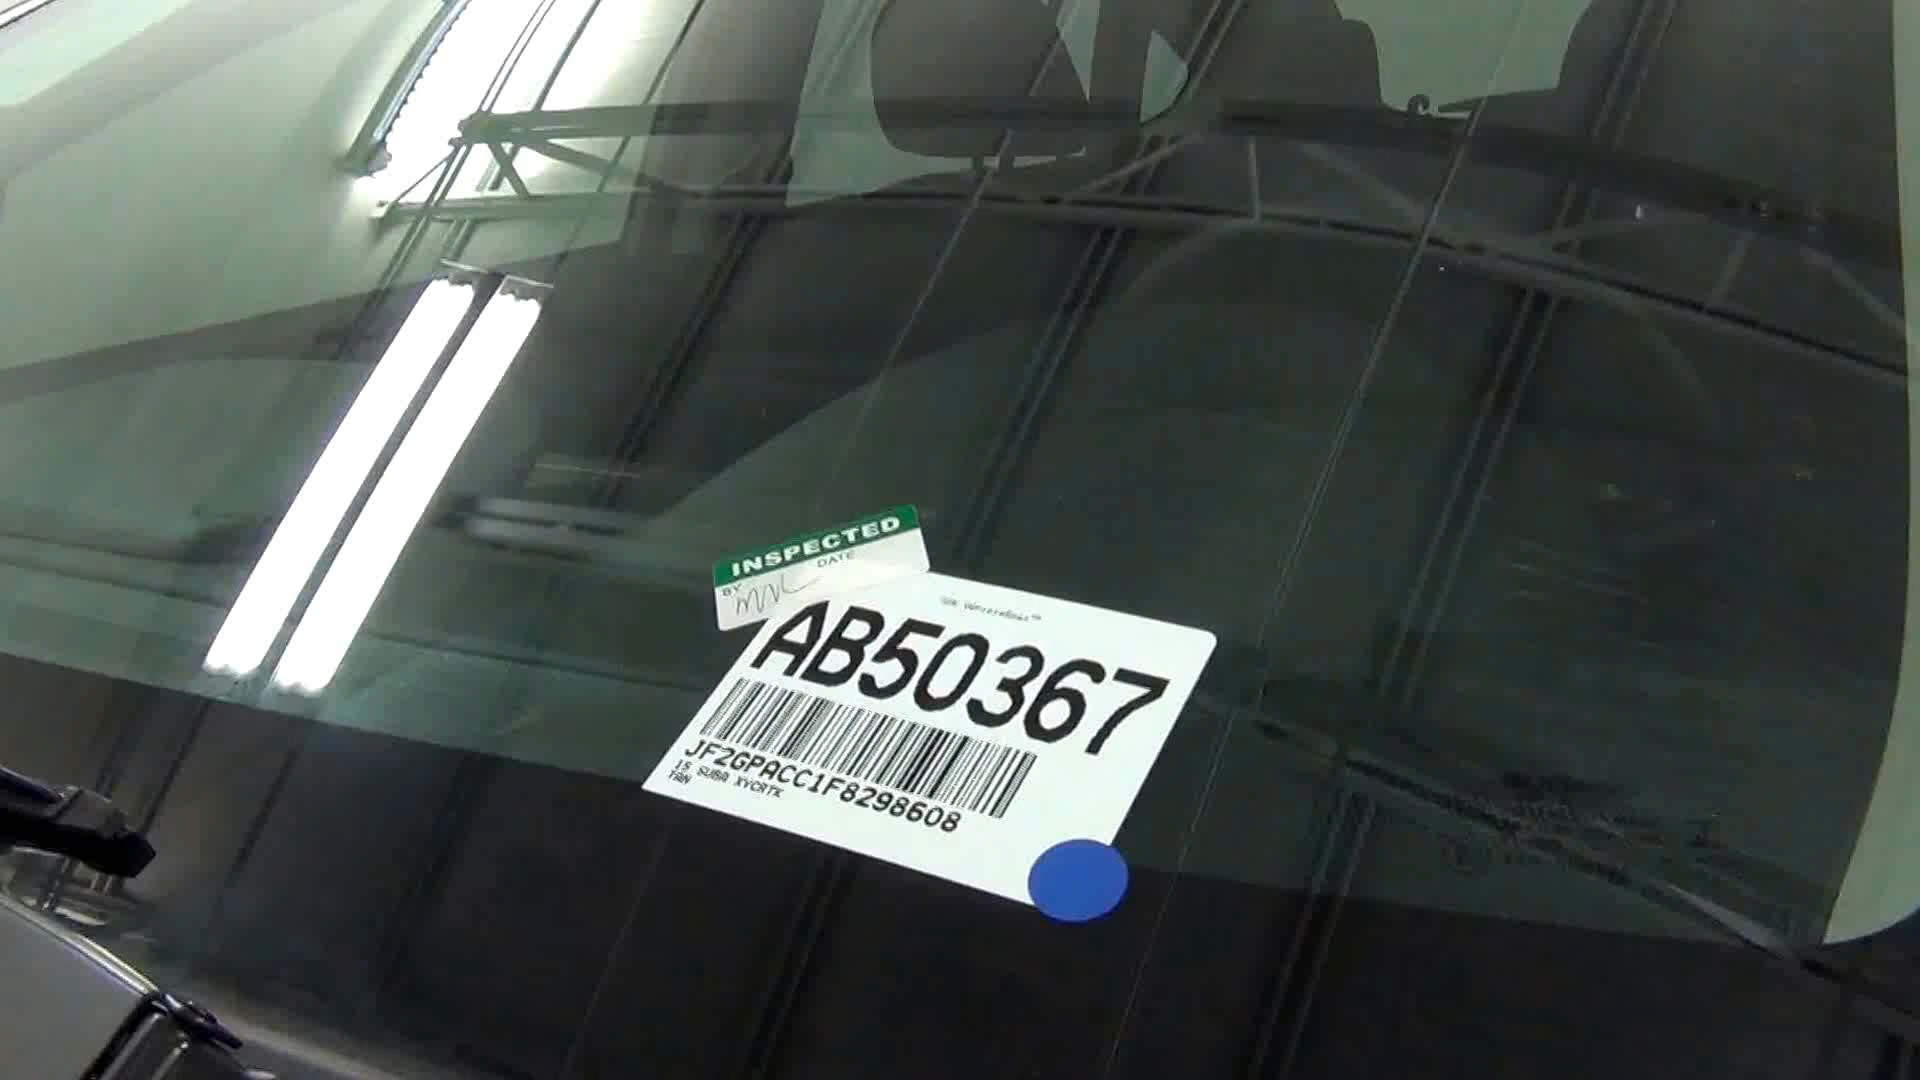 INSPECTED
BY DATE
AB50367
JF2GPACC1F8298608
15 SUBA XVCRTK
TAN